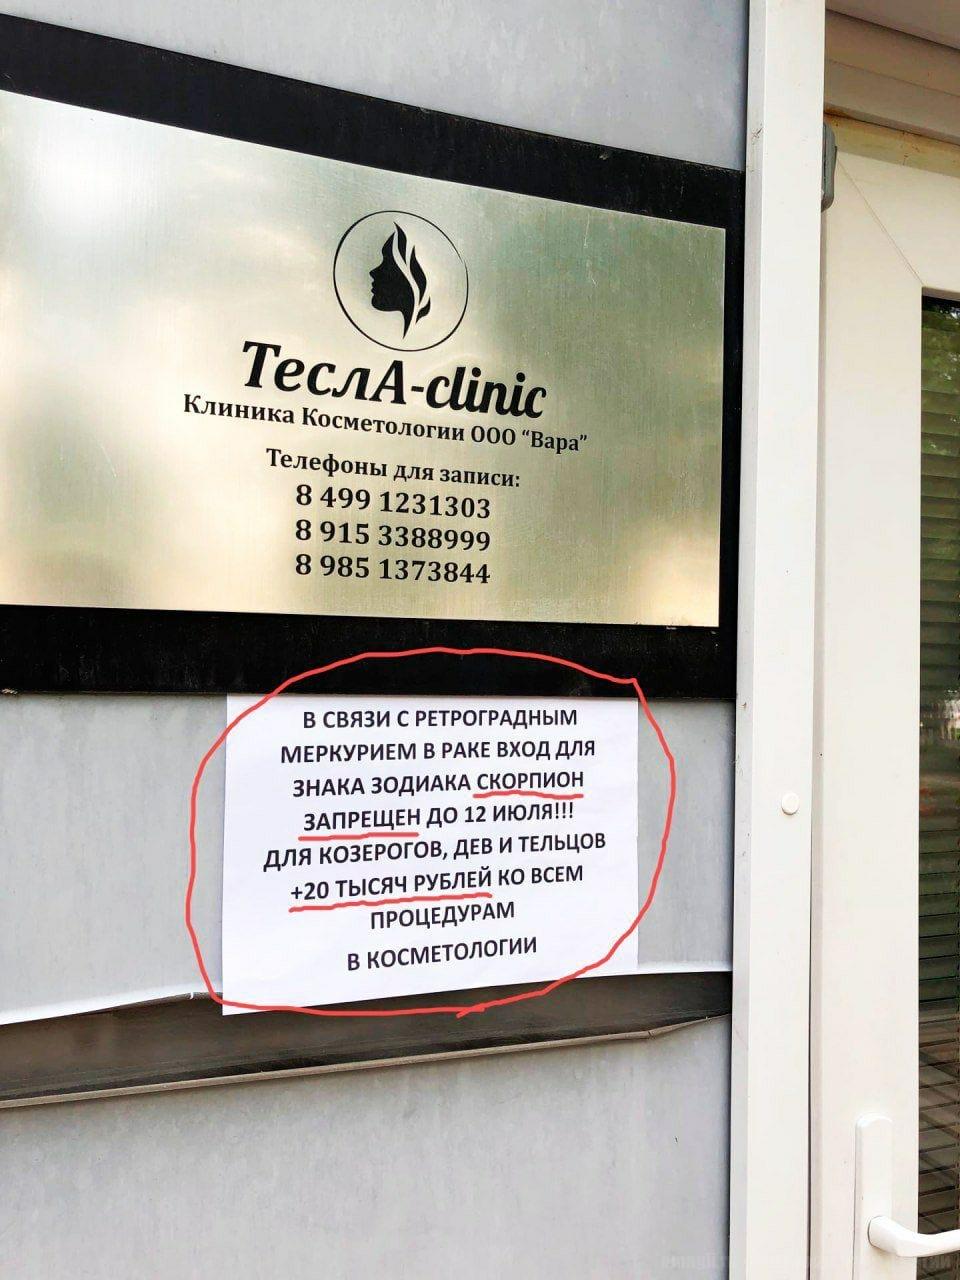 ТеслА-clinic
Клиника Косметологии ООО “Вара”
Телефоны для записи:
8 499 1231303
8 915 3388999
8 985 1373844
В СВЯЗИ С РЕТРОГРАДНЫМ
МЕРКУРИЕМ В РАКЕ ВХОД ДЛЯ
ЗНАКА ЗОДИАКА СКОРПИОН
ЗАПРЕЩЕН ДО 12 ИЮЛЯ!!!
ДЛЯ КОЗЕРОГОВ, ДЕВ И ТЕЛЬЦОВ
+20 ТЫСЯЧ РУБЛЕЙ КО ВСЕМ
ПРОЦЕДУРАМ
В КОСМЕТОЛОГИИ